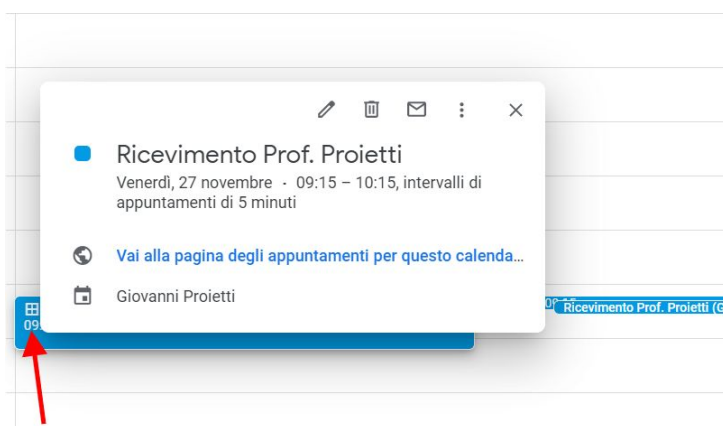 Ricevimento Prof. Proietti
Venerdì, 27 novembre · 09:15 – 10:15, intervalli di
appuntamenti di 5 minuti
Vai alla pagina degli appuntamenti per questo calenda...
Giovanni Proietti
09:
Ricevimento Prof. Proietti (G